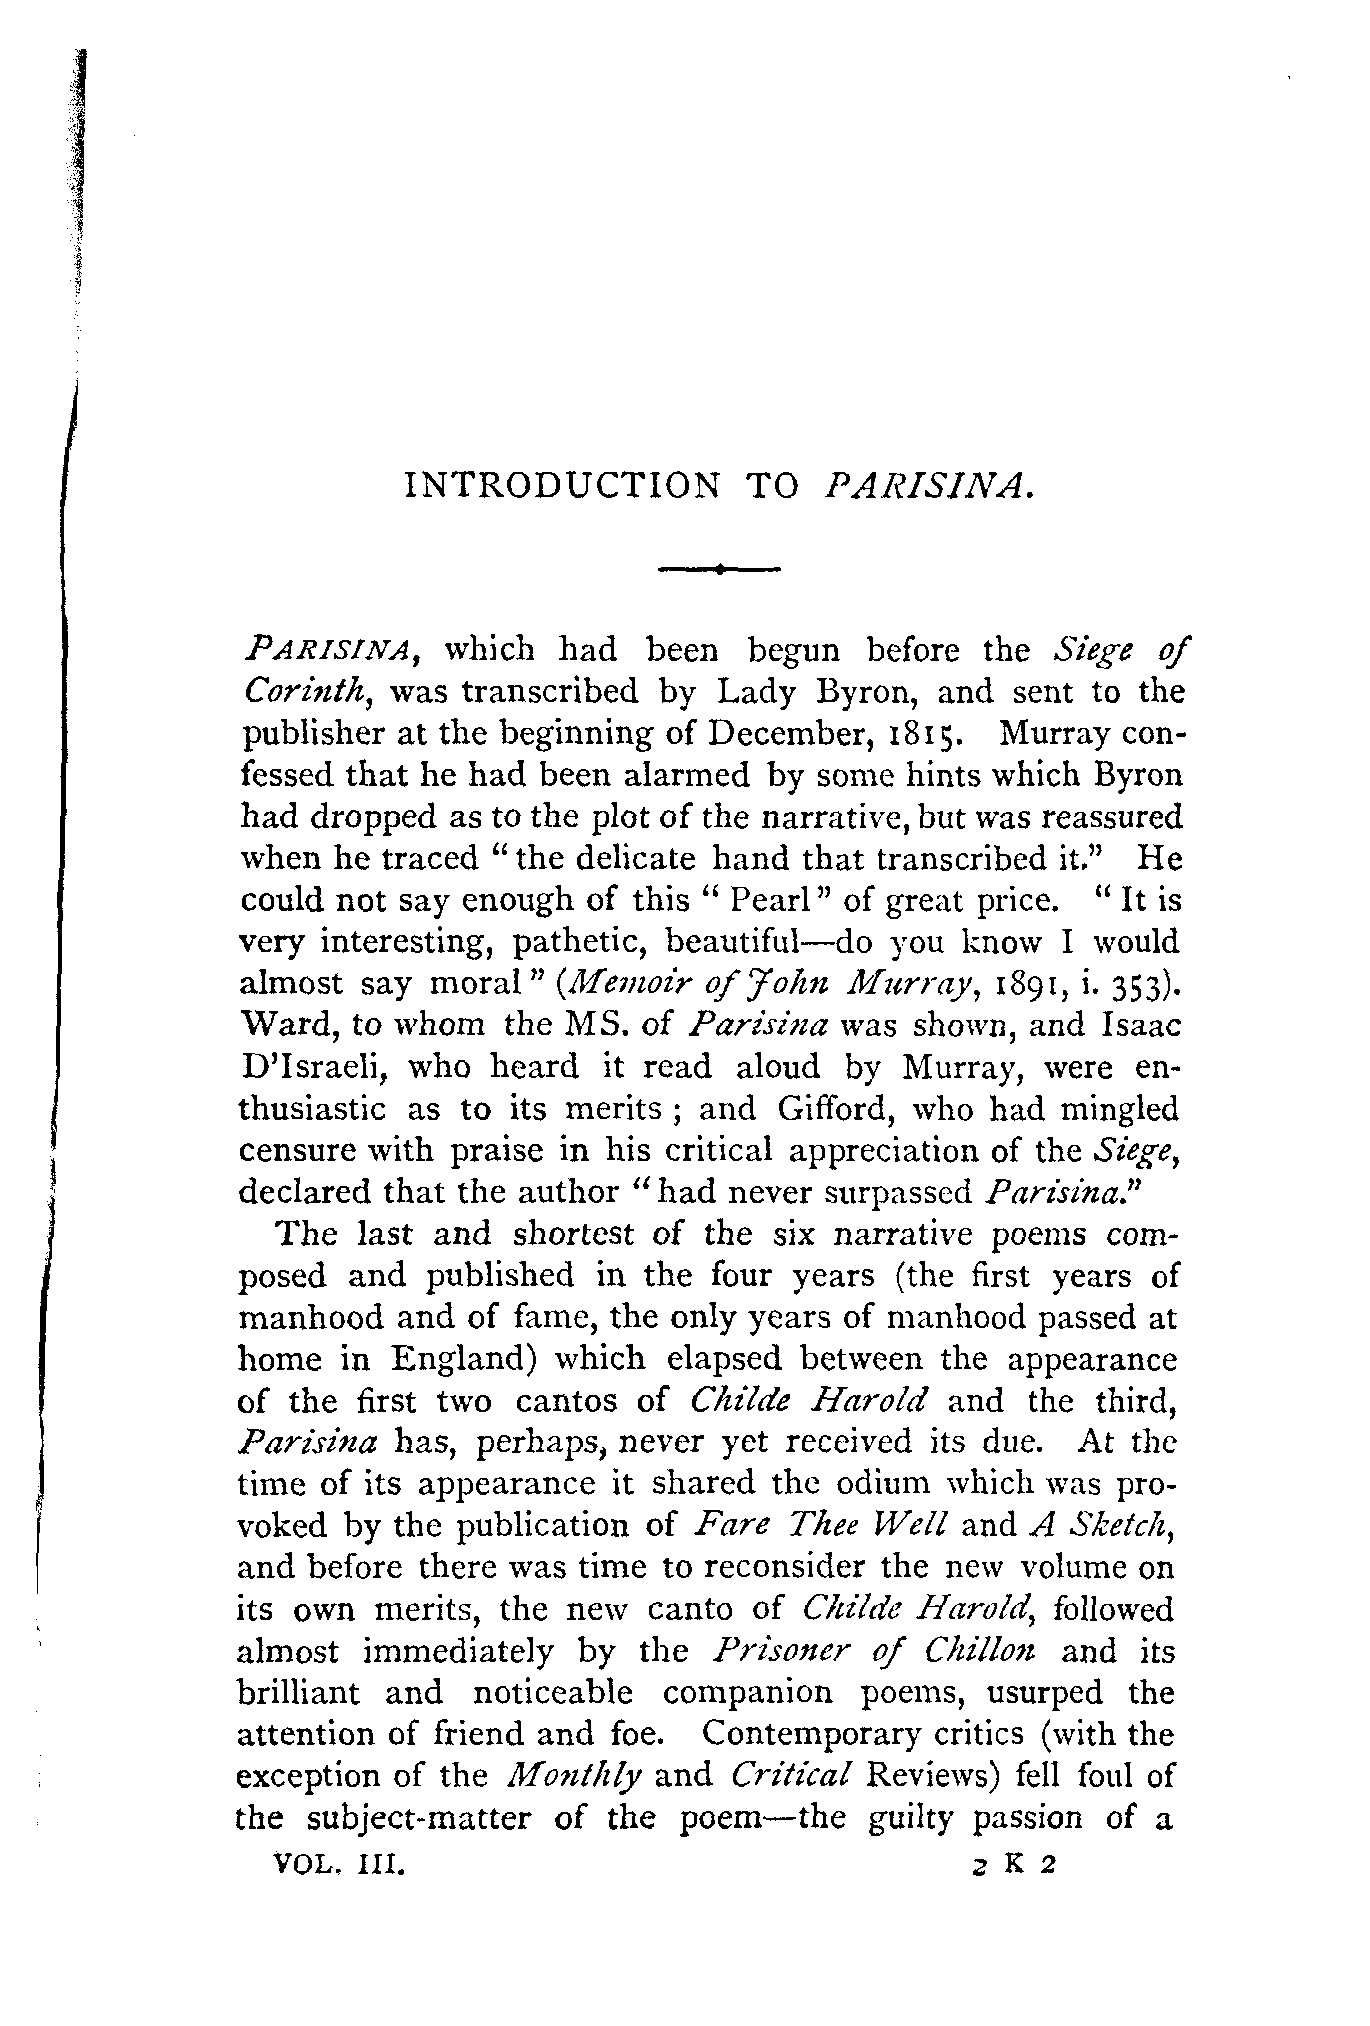 INTRODUCTION TO PARISINA.
PARISINA, which had been begun before the Siege of
Corinth, was transcribed by Lady Byron, and sent to the
publisher at the beginning of December, 1815. Murray con-
fessed that he had been alarmed by some hints which Byron
had dropped as to the plot of the narrative, but was reassured
when he traced "the delicate hand that transcribed it." He
could not say enough of this "Pearl" of great price. "It is
very interesting, pathetic, beautiful—do you know I would
almost say moral" (Memoir of John Murray, 1891, i. 353).
Ward, to whom the MS. of Parisina was shown, and Isaac
D'Israeli, who heard it read aloud by Murray, were en-
thusiastic as to its merits; and Gifford, who had mingled
censure with praise in his critical appreciation of the Siege,
declared that the author "had never surpassed Parisina."
The last and shortest of the six narrative poems com-
posed and published in the four years (the first years of
manhood and of fame, the only years of manhood passed at
home in England) which elapsed between the appearance
of the first two cantos of Childe Harold and the third,
Parisina has, perhaps, never yet received its due. At the
time of its appearance it shared the odium which was pro-
voked by the publication of Fare Thee Well and A Sketch,
and before there was time to reconsider the new volume on
its own merits, the new canto of Childe Harold, followed
almost immediately by the Prisoner of Chillon and its
brilliant and noticeable companion poems, usurped the
attention of friend and foe. Contemporary critics (with the
exception of the Monthly and Critical Reviews) fell foul of
the subject-matter of the poem—the guilty passion of a
VOL. III. 2 K 2